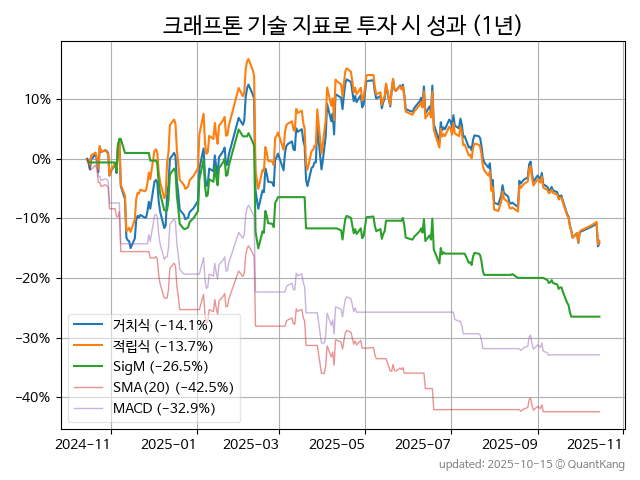 크래프톤 기술 지표로 투자 시 성과 (1년)
10%
0%
−10%
−20%
−30%
−40%
거치식 (−14.1%)
적립식 (−13.7%)
SigM (−26.5%)
SMA(20) (−42.5%)
MACD (−32.9%)
2024-11
2025-01
2025-03
2025-05
2025-07
2025-09
2025-11
updated: 2025-10-15 © QuantKang